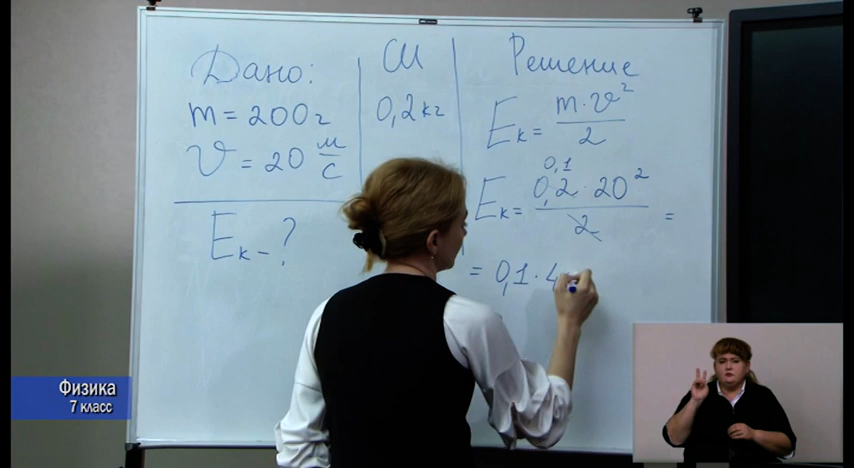 Дано:
m = 200 г
υ = 20 м/с
Eк - ?
СИ
0,2 кг
Решение
Eк = m · υ² / 2
0,1
Eк = 0,2 · 20² / 2 =
= 0,1 · 4
Физика
7 класс